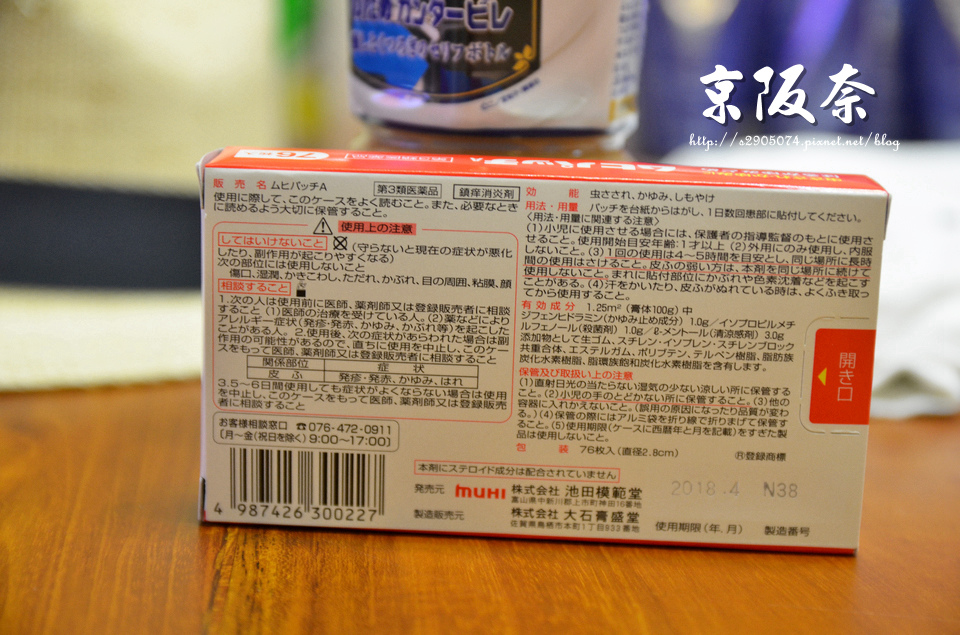 カンタービレ
京阪奈
http://s2905074.pixnet.net/blog
ムヒパッチA
販売名 ムヒパッチA 第3類医薬品 鎮痒消炎剤
使用に際して、このケースをよく読むこと。また、必要なとき
に読めるよう大切に保管すること。
使用上の注意
してはいけないこと (守らないと現在の症状が悪化
したり、副作用が起こりやすくなる)
次の部位には使用しないこと
傷口、湿潤、かきこわし、ただれ、かぶれ、目の周囲、粘膜、顔
相談すること
1.次の人は使用前に医師、薬剤師又は登録販売者に相談
すること (1)医師の治療を受けている人。(2)薬などにより
アレルギー症状(発疹・発赤、かゆみ、かぶれ等)を起こした
ことがある人。 2.使用後、次の症状があらわれた場合は副
作用の可能性があるので、直ちに使用を中止し、このケー
スをもって医師、薬剤師又は登録販売者に相談すること
関係部位 症状
皮ふ 発疹・発赤、かゆみ、はれ
3.5〜6日間使用しても症状がよくならない場合は使用
を中止し、このケースをもって医師、薬剤師又は登録販売
者に相談すること
お客様相談窓口 ☎076-472-0911
[月〜金(祝日を除く) 9:00〜17:00]
4 987426 300227
効能 虫さされ、かゆみ、しもやけ
用法・用量 パッチを台紙からはがし、1日数回患部に貼付してください。
〈用法・用量に関連する注意〉
(1)小児に使用させる場合には、保護者の指導監督のもとに使用さ
せること。使用開始目安年齢:1才以上 (2)外用にのみ使用し、内服
しないこと。(3)1回の使用は4〜5時間を目安とし、同じ場所に長時
間の使用はさけること。皮ふの弱い方は、本剤を同じ場所に続けて
使用しないこと。まれに貼付部位にかぶれや色素沈着などを起こす
ことがある。(4)汗をかいたり、皮ふがぬれている時は、よくふき取っ
てから使用すること。
有効成分 1.25m²(膏体100g)中
ジフェンヒドラミン(かゆみ止め成分) 1.0g/イソプロピルメチ
ルフェノール(殺菌剤) 1.0g/ℓ-メントール(清涼感剤) 3.0g
添加物として生ゴム、スチレン・イソプレン・スチレンブロック
共重合体、エステルガム、ポリブテン、テルペン樹脂、脂肪族
炭化水素樹脂、脂環族飽和炭化水素樹脂を含有します。
保管及び取扱い上の注意
(1)直射日光の当たらない湿気の少ない涼しい所に保管する
こと。(2)小児の手のとどかない所に保管すること。(3)他の
容器に入れかえないこと。(誤用の原因になったり品質が変わ
る。)(4)保管の際にはアルミ袋を折り線で折りまげて保管す
ること。(5)使用期限(ケースに西暦年と月を記載)をすぎた製
品は使用しないこと。
包装 76枚入(直径2.8cm) ®登録商標
開き口
本剤にステロイド成分は配合されていません
発売元 muHI 株式会社 池田模範堂
富山県中新川郡上市町神田16番地
製造販売元 株式会社 大石膏盛堂
佐賀県鳥栖市本町1丁目933番地
2018.4 N38
使用期限(年.月) 製造番号